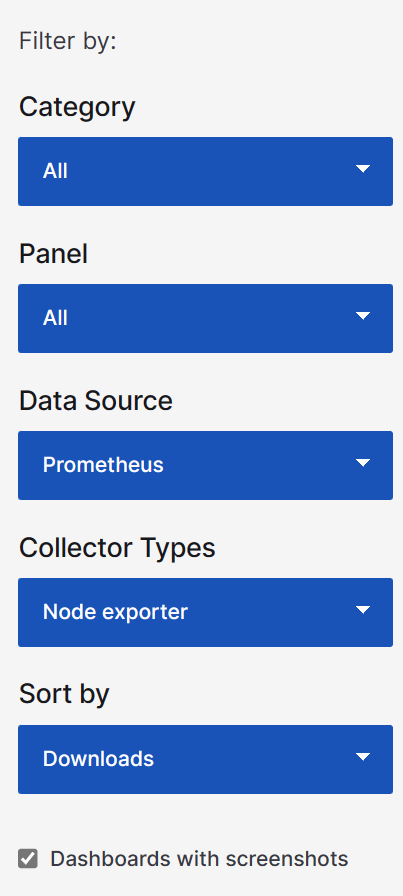 Filter by:
Category
All
Panel
All
Data Source
Prometheus
Collector Types
Node exporter
Sort by
Downloads
Dashboards with screenshots